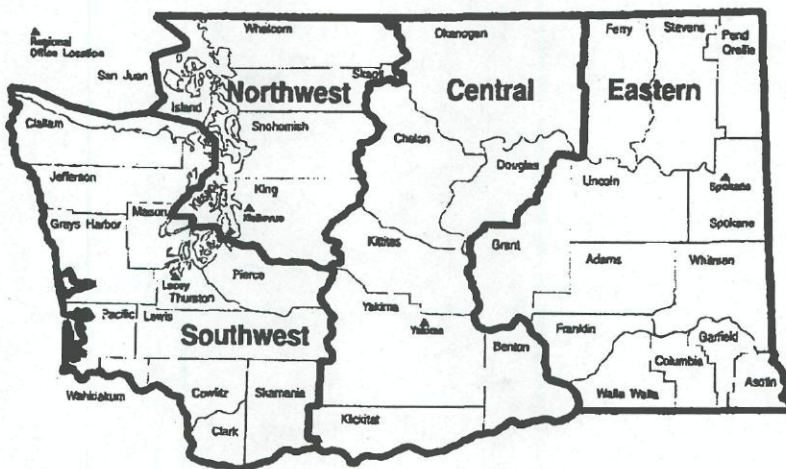 Regional
Office Location
San Juan
Whatcom
Skagit
Island
Northwest
Snohomish
King
Bellevue
Okanogan
Central
Chelan
Douglas
Kittitas
Ferry
Stevens
Pend
Oreille
Eastern
Lincoln
Spokane
Spokane
Grant
Adams
Whitman
Clallam
Jefferson
Grays Harbor
Mason
Lacey
Thurston
Pierce
Pacific
Lewis
Southwest
Wahkiakum
Cowlitz
Skamania
Clark
Yakima
Yakima
Benton
Klickitat
Franklin
Walla Walla
Columbia
Garfield
Asotin